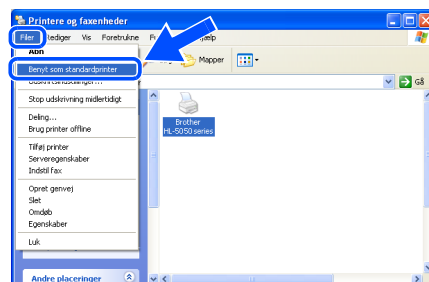 Printere og faxenheder
Filer Rediger Vis Foretrukne
Mapper
Gå
Åbn
Benyt som standardprinter
Udskriftsindstillinger...
Stop udskrivning midlertidigt
Deling...
Brug printer offline
Tilføj printer
Serveregenskaber
Indstil fax
Opret genvej
Slet
Omdøb
Egenskaber
Luk
Brother
HL-5050 series
Andre placeringer